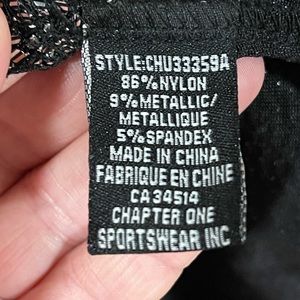 STYLE:CHU33359A
86%NYLON
9%METALLIC/
METALLIQUE
5%SPANDEX
MADE IN CHINA
FABRIQUE EN CHINE
CA 34514
CHAPTER ONE
SPORTSWEAR INC